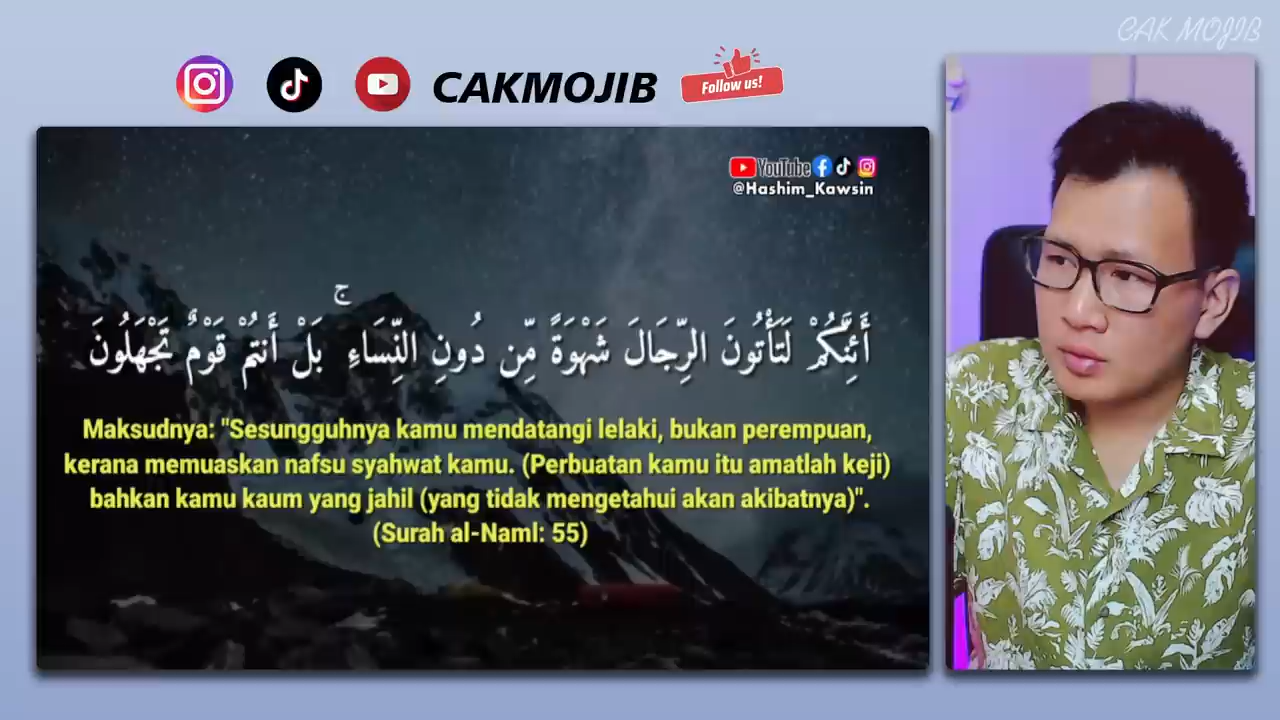 CAK MOJIB
CAKMOJIB
Follow us!
YouTube
@Hashim_Kawsin
أَئِنَّكُمْ لَتَأْتُونَ الرِّجَالَ شَهْوَةً مِّن دُونِ النِّسَاءِ ۚ بَلْ أَنتُمْ قَوْمٌ تَجْهَلُونَ
Maksudnya: "Sesungguhnya kamu mendatangi lelaki, bukan perempuan,
kerana memuaskan nafsu syahwat kamu. (Perbuatan kamu itu amatlah keji)
bahkan kamu kaum yang jahil (yang tidak mengetahui akan akibatnya)".
(Surah al-Naml: 55)